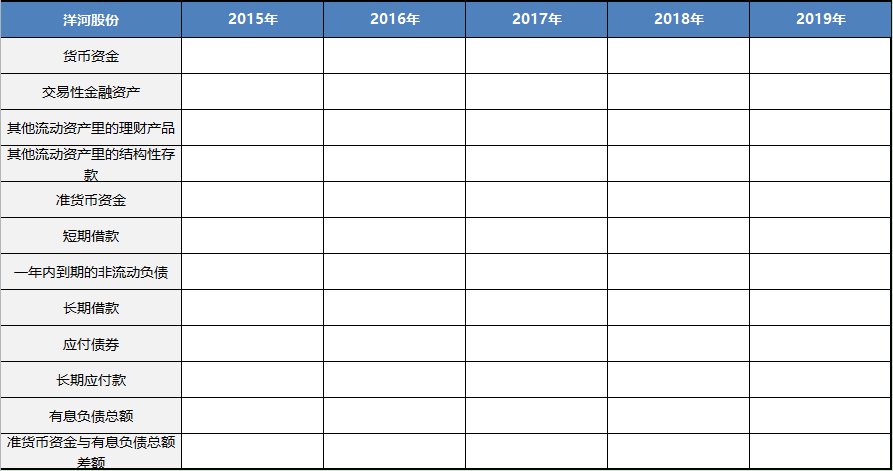 洋河股份 2015年 2016年 2017年 2018年 2019年
货币资金
交易性金融资产
其他流动资产里的理财产品
其他流动资产里的结构性存
款
准货币资金
短期借款
一年内到期的非流动负债
长期借款
应付债券
长期应付款
有息负债总额
准货币资金与有息负债总额
差额